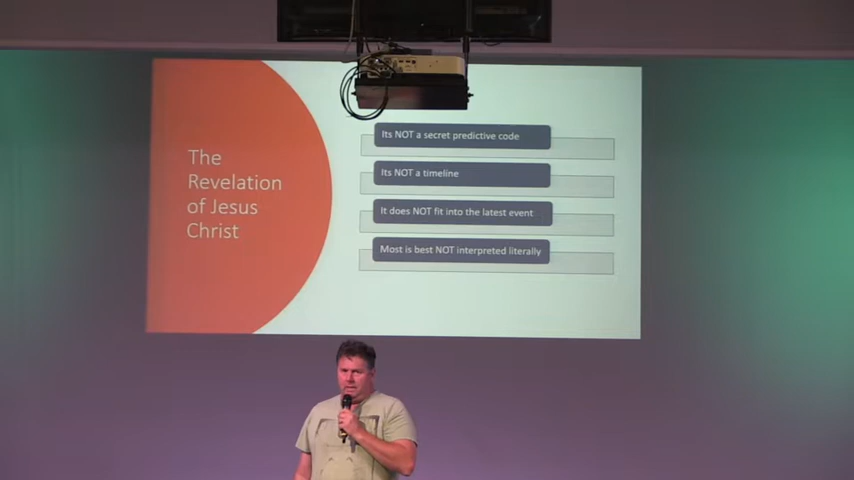 The
Revelation
of Jesus
Christ
Its NOT a secret predictive code
Its NOT a timeline
It does NOT fit into the latest event
Most is best NOT interpreted literally